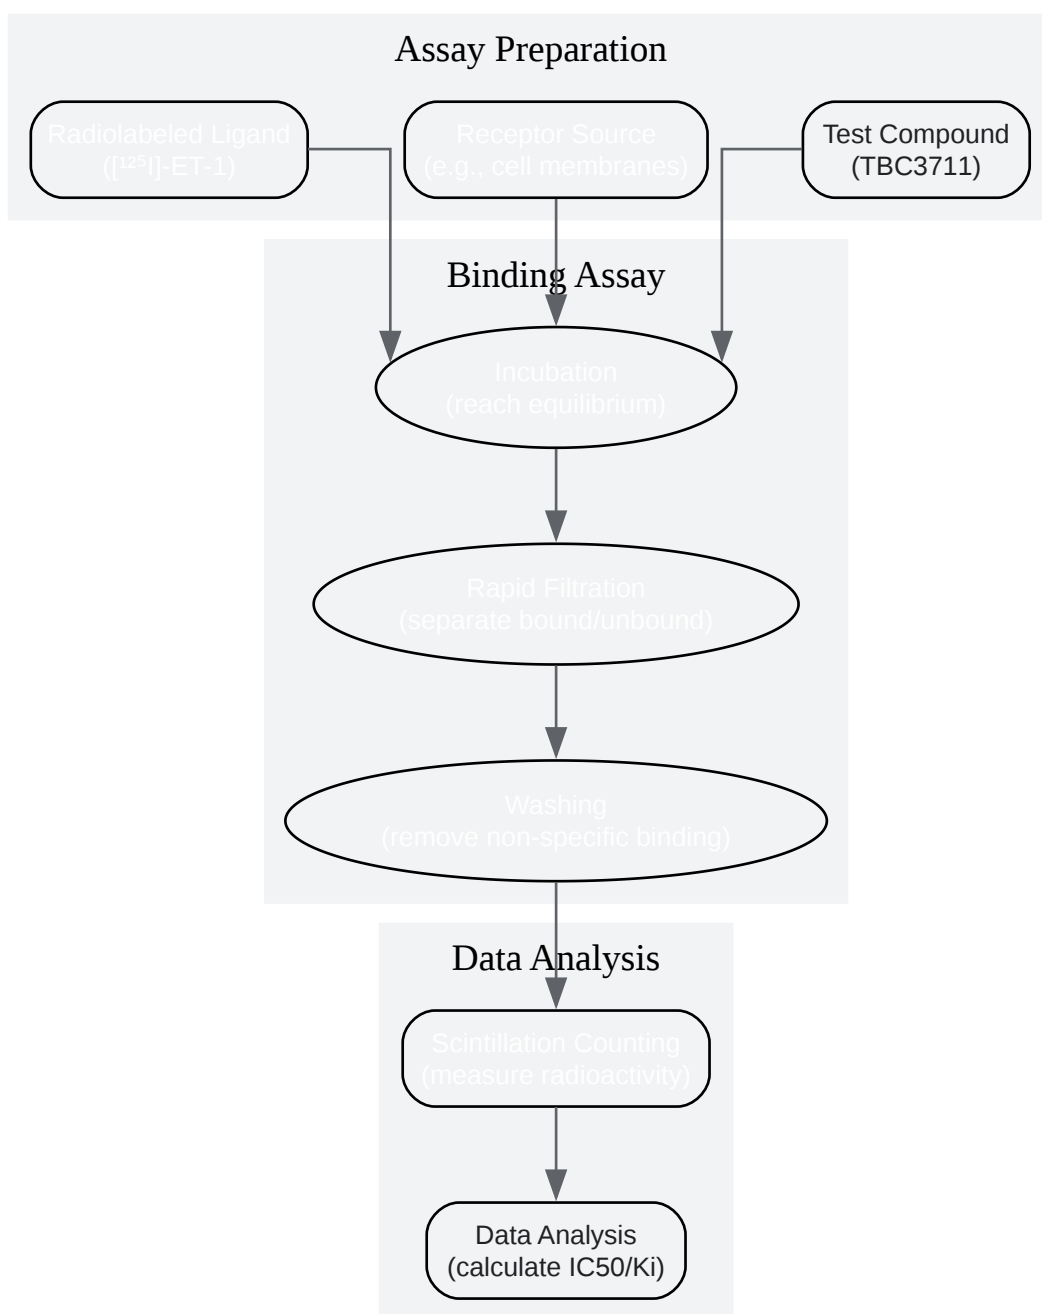 Assay Preparation
Radiolabeled Ligand
([¹²⁵I]-ET-1)
Receptor Source
(e.g., cell membranes)
Test Compound
(TBC3711)
Binding Assay
Incubation
(reach equilibrium)
Rapid Filtration
(separate bound/unbound)
Washing
(remove non-specific binding)
Data Analysis
Scintillation Counting
(measure radioactivity)
Data Analysis
(calculate IC50/Ki)